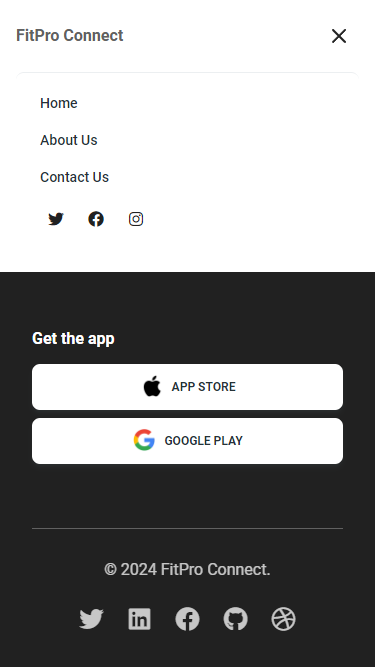 FitPro Connect
Home
About Us
Contact Us
Get the app
APP STORE
GOOGLE PLAY
© 2024 FitPro Connect.